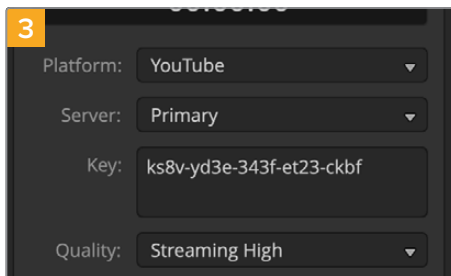 3
Platform: YouTube
Server: Primary
Key: ks8v-yd3e-343f-et23-ckbf
Quality: Streaming High